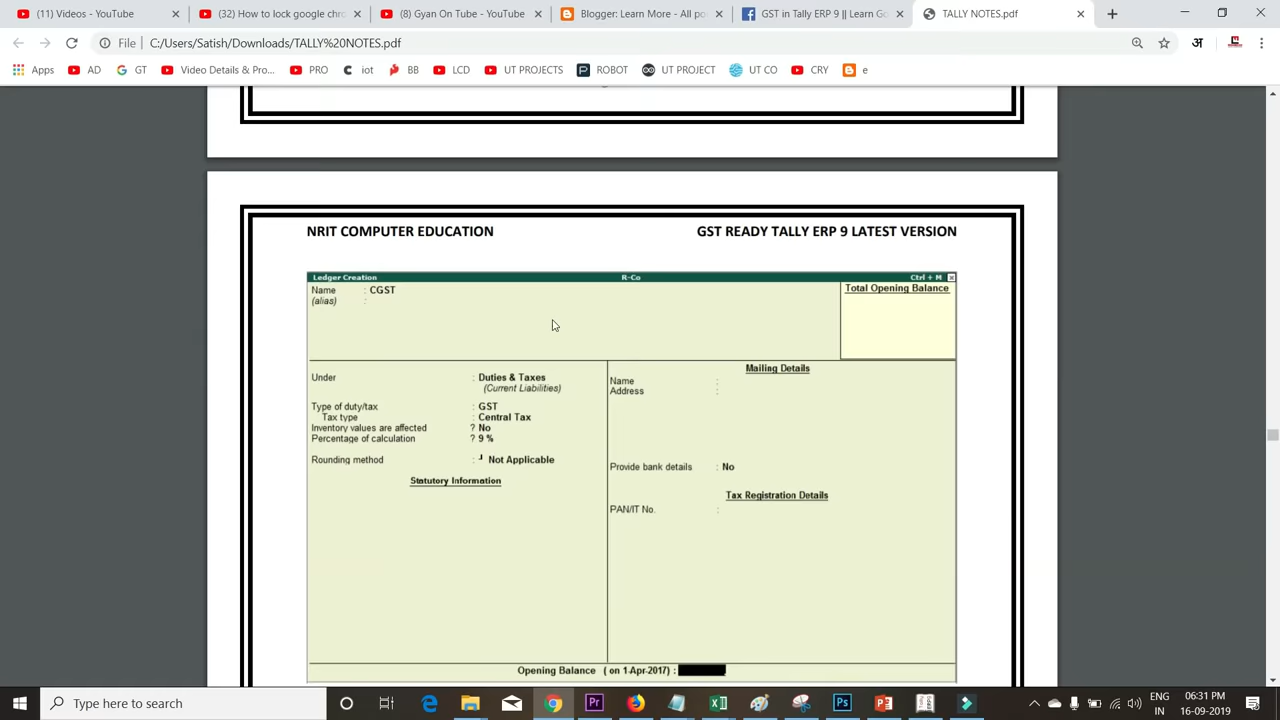 (11) Videos - YouTube
(32) How to lock google chro
(8) Gyan On Tube - YouTube
Blogger: Learn More - All po
GST in Tally ERP 9 || Learn Go
TALLY NOTES.pdf
File | C:/Users/Satish/Downloads/TALLY%20NOTES.pdf
अ
Apps AD GT Video Details & Pro... PRO iot BB LCD UT PROJECTS ROBOT UT PROJECT UT CO CRY e
NRIT COMPUTER EDUCATION GST READY TALLY ERP 9 LATEST VERSION
Ledger Creation R-Co Ctrl + M
Name : CGST
(alias) :
Total Opening Balance
Under : Duties & Taxes
(Current Liabilities)
Type of duty/tax : GST
Tax type : Central Tax
Inventory values are affected ? No
Percentage of calculation ? 9 %
Rounding method : Not Applicable
Statutory Information
Mailing Details
Name :
Address :
Provide bank details : No
Tax Registration Details
PAN/IT No. :
Opening Balance ( on 1-Apr-2017) :
Type here to search
ENG 06:31 PM
IN 16-09-2019